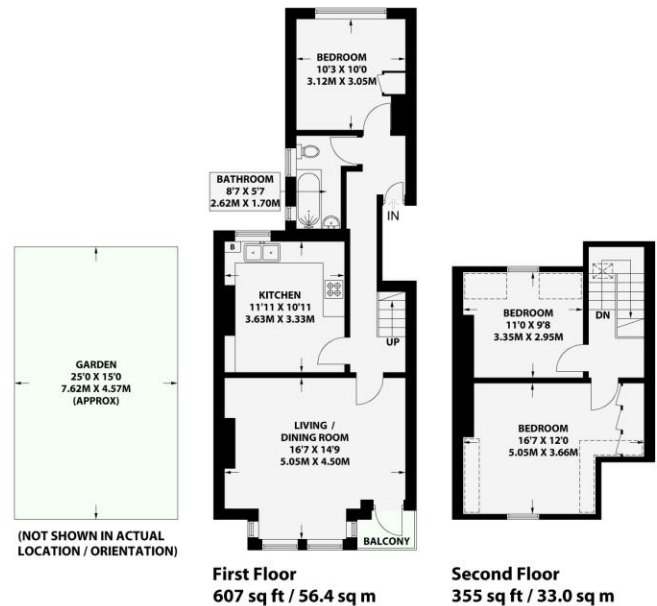 BEDROOM
10'3 X 10'0
3.12M X 3.05M
BATHROOM
8'7 X 5'7
2.62M X 1.70M
IN
B
KITCHEN
11'11 X 10'11
3.63M X 3.33M
UP
LIVING /
DINING ROOM
16'7 X 14'9
5.05M X 4.50M
BALCONY
GARDEN
25'0 X 15'0
7.62M X 4.57M
(APPROX)
(NOT SHOWN IN ACTUAL
LOCATION / ORIENTATION)
First Floor
607 sq ft / 56.4 sq m
BEDROOM
11'0 X 9'8
3.35M X 2.95M
DN
BEDROOM
16'7 X 12'0
5.05M X 3.66M
Second Floor
355 sq ft / 33.0 sq m